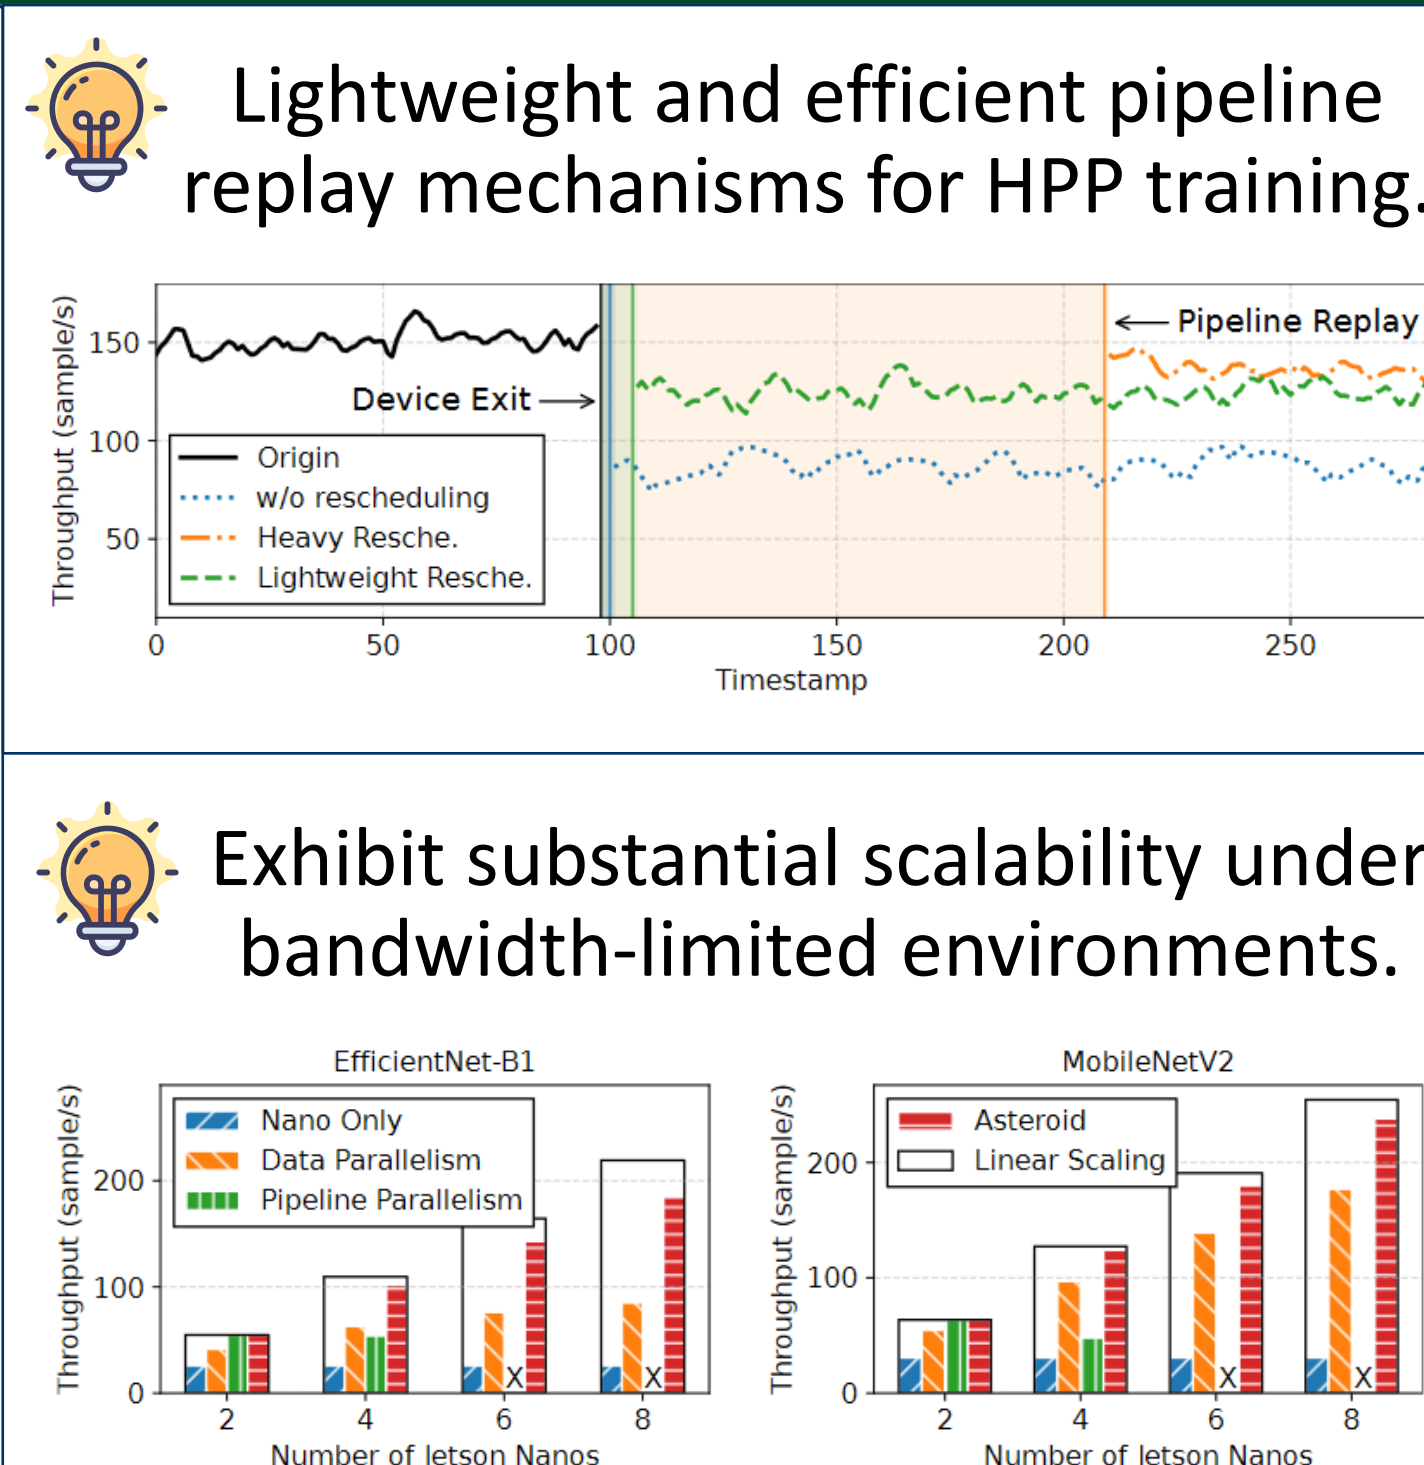 Lightweight and efficient pipeline
replay mechanisms for HPP training.
Throughput (sample/s)
150
100
50
Pipeline Replay
Device Exit
Origin
w/o rescheduling
Heavy Resche.
Lightweight Resche.
0 50 100 150 200 250
Timestamp
Exhibit substantial scalability under
bandwidth-limited environments.
EfficientNet-B1
Throughput (sample/s)
200
100
0
Nano Only
Data Parallelism
Pipeline Parallelism
X X
2 4 6 8
Number of Jetson Nanos
MobileNetV2
Throughput (sample/s)
200
100
0
Asteroid
Linear Scaling
X X
2 4 6 8
Number of Jetson Nanos